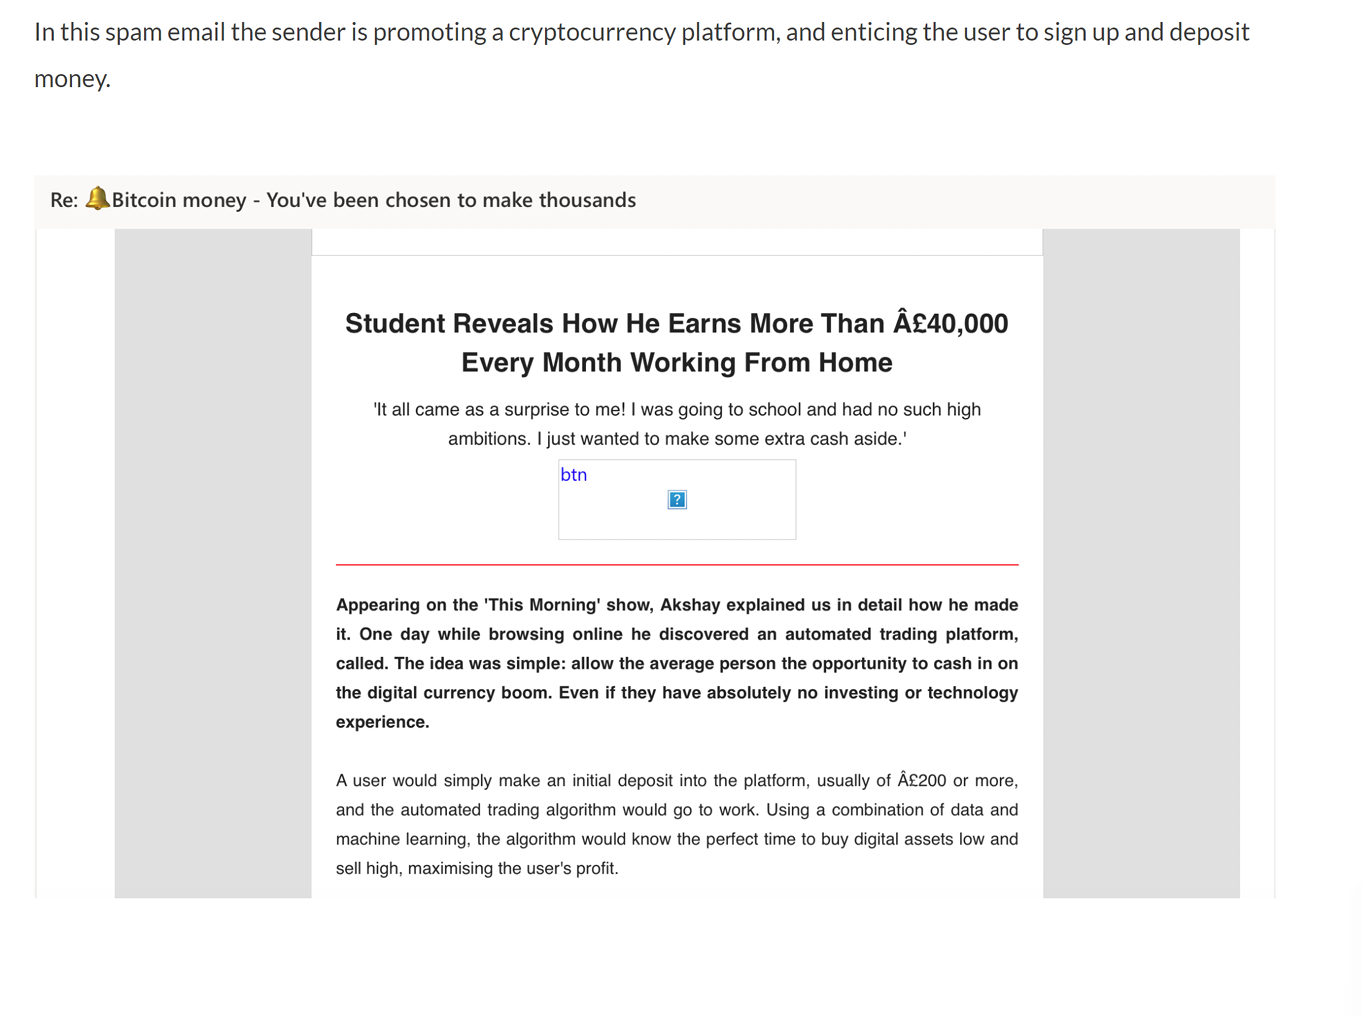 In this spam email the sender is promoting a cryptocurrency platform, and enticing the user to sign up and deposit
money.
Re: 🔔Bitcoin money - You've been chosen to make thousands
Student Reveals How He Earns More Than Â£40,000
Every Month Working From Home
'It all came as a surprise to me! I was going to school and had no such high
ambitions. I just wanted to make some extra cash aside.'
btn
?
Appearing on the 'This Morning' show, Akshay explained us in detail how he made
it. One day while browsing online he discovered an automated trading platform,
called. The idea was simple: allow the average person the opportunity to cash in on
the digital currency boom. Even if they have absolutely no investing or technology
experience.
A user would simply make an initial deposit into the platform, usually of Â£200 or more,
and the automated trading algorithm would go to work. Using a combination of data and
machine learning, the algorithm would know the perfect time to buy digital assets low and
sell high, maximising the user's profit.